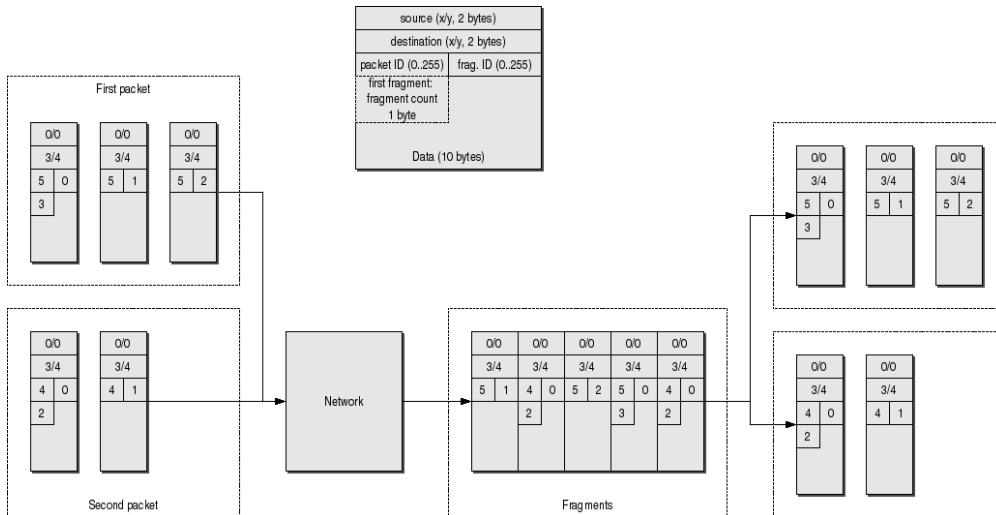 source (x/y, 2 bytes)
destination (x/y, 2 bytes)
packet ID (0..255) frag. ID (0..255)
first fragment:
fragment count
1 byte
Data (10 bytes)
First packet
0/0 0/0 0/0
3/4 3/4 3/4
5 0 5 1 5 2
3
0/0 0/0 0/0
3/4 3/4 3/4
5 0 5 1 5 2
3
0/0 0/0
3/4 3/4
4 0 4 1
2
Second packet
Network
0/0 0/0 0/0 0/0 0/0
3/4 3/4 3/4 3/4 3/4
5 1 4 0 5 2 5 0 4 0
2 3 2
Fragments
0/0 0/0
3/4 3/4
4 0 4 1
2